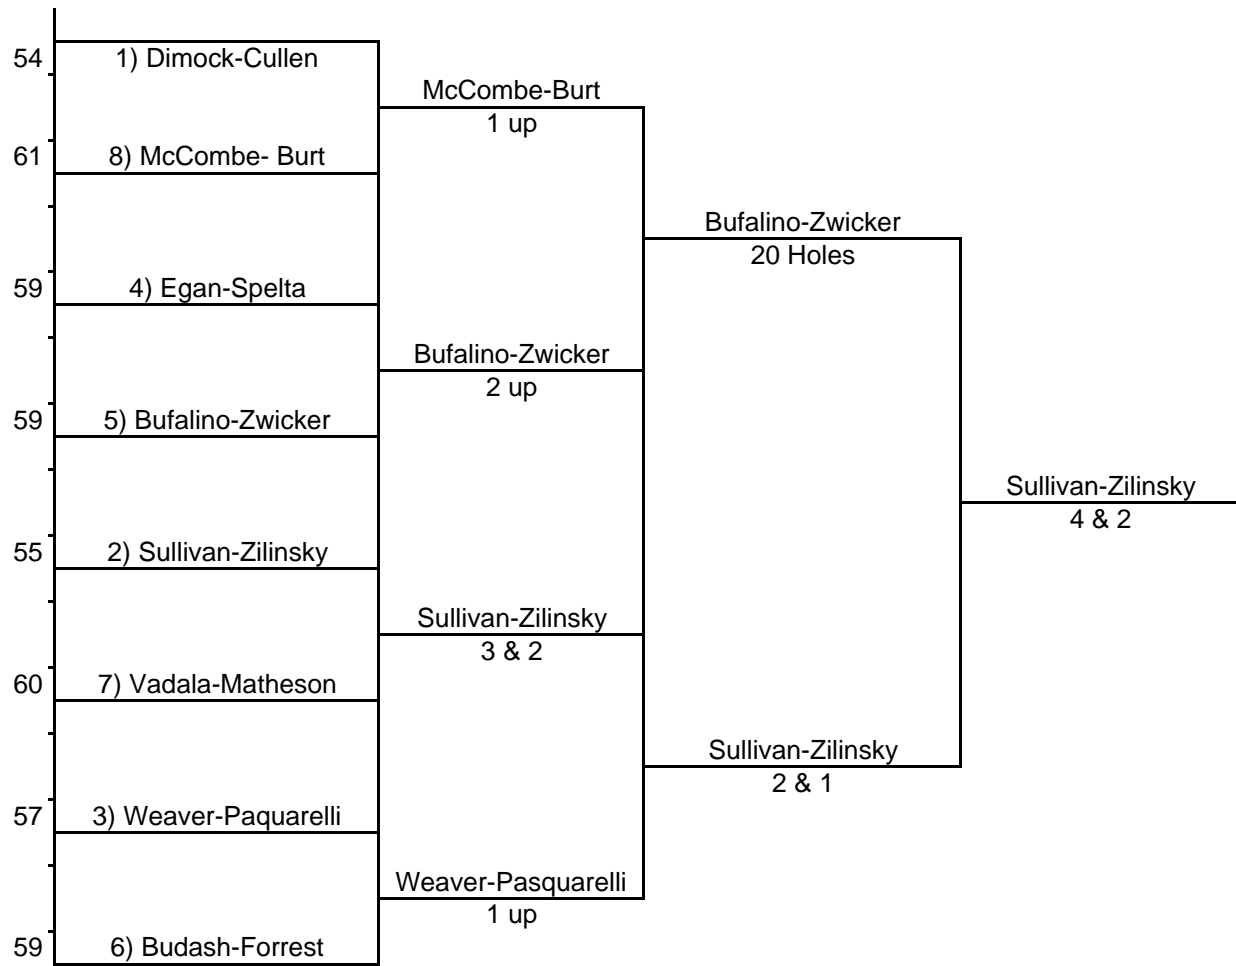 54
1) Dimock-Cullen
McCombe-Burt
1 up
61
8) McCombe- Burt
Bufalino-Zwicker
20 Holes
59
4) Egan-Spelta
Bufalino-Zwicker
2 up
59
5) Bufalino-Zwicker
Sullivan-Zilinsky
4 & 2
55
2) Sullivan-Zilinsky
Sullivan-Zilinsky
3 & 2
60
7) Vadala-Matheson
Sullivan-Zilinsky
2 & 1
57
3) Weaver-Paquarelli
Weaver-Pasquarelli
1 up
59
6) Budash-Forrest